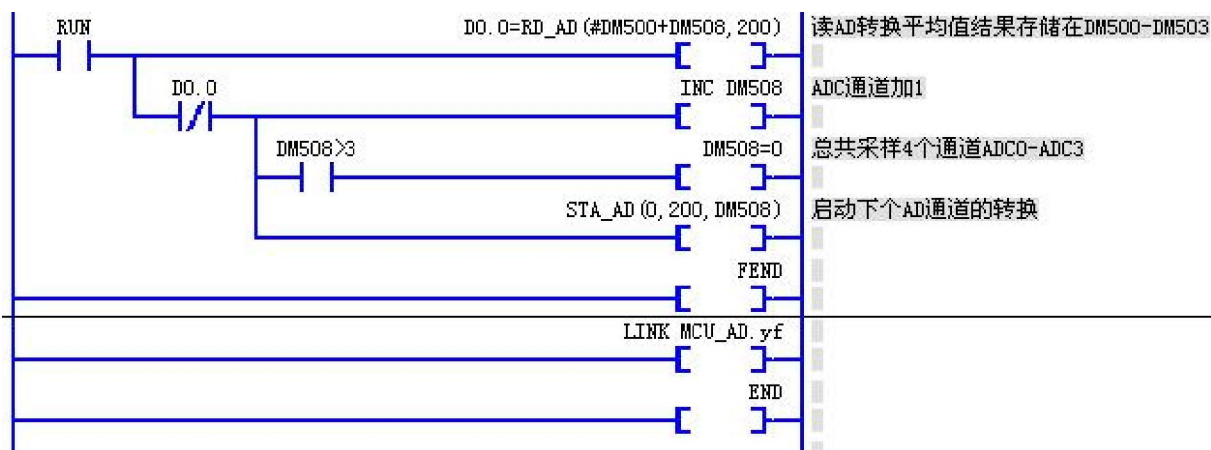 RUN
D0.0=RD_AD(#DM500+DM508,200) 读AD转换平均值结果存储在DM500-DM503
D0.0
INC DM508 ADC通道加1
DM508>3
DM508=0 总共采样4个通道ADC0-ADC3
STA_AD(0,200,DM508) 启动下个AD通道的转换
FEND
LINK MCU_AD.yf
END